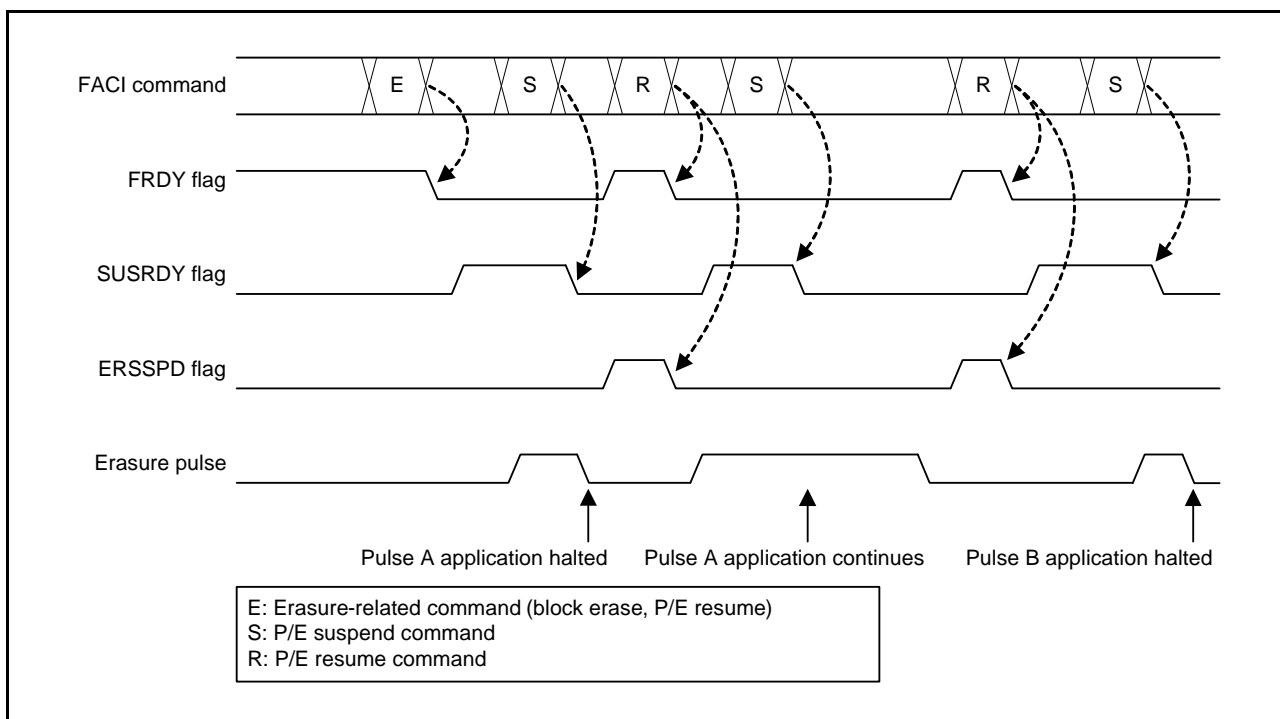 FACI command
E
S
R
S
R
S
FRDY flag
SUSRDY flag
ERSSPD flag
Erasure pulse
Pulse A application halted
Pulse A application continues
Pulse B application halted
E: Erasure-related command (block erase, P/E resume)
S: P/E suspend command
R: P/E resume command